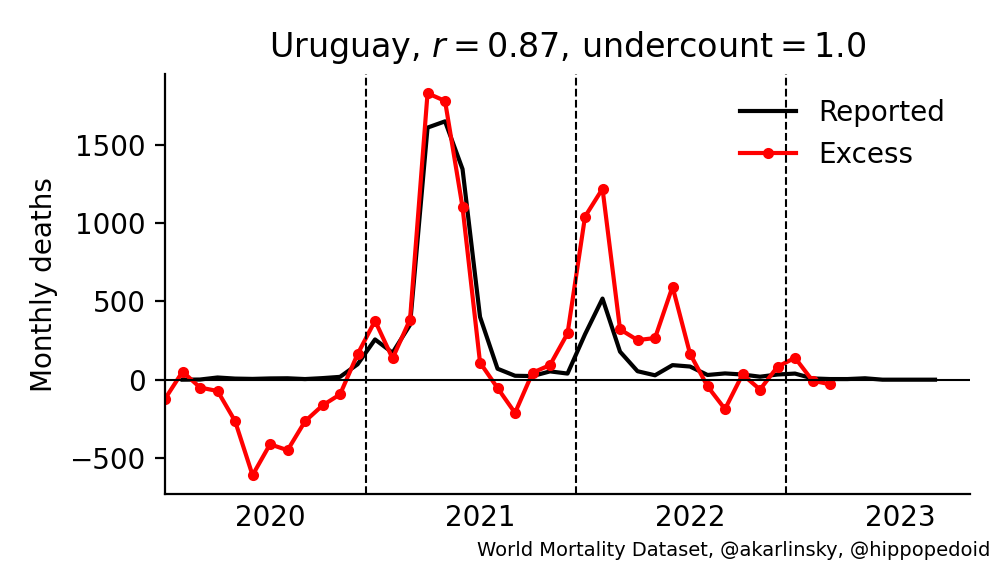 Uruguay, r = 0.87, undercount = 1.0
Reported
Excess
Monthly deaths
1500
1000
500
0
−500
2020 2021 2022 2023
World Mortality Dataset, @akarlinsky, @hippopedoid